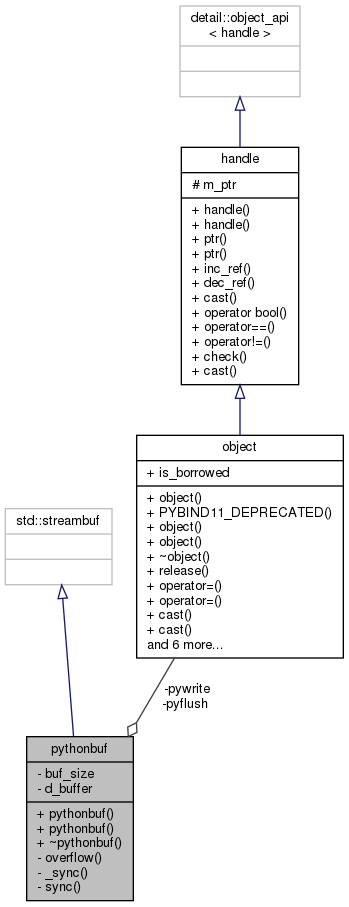 detail::object_api
< handle >
handle
# m_ptr
+ handle()
+ handle()
+ ptr()
+ ptr()
+ inc_ref()
+ dec_ref()
+ cast()
+ operator bool()
+ operator==()
+ operator!=()
+ check()
+ cast()
object
+ is_borrowed
+ object()
+ PYBIND11_DEPRECATED()
+ object()
+ object()
+ ~object()
+ release()
+ operator=()
+ operator=()
+ cast()
+ cast()
and 6 more...
std::streambuf
-pywrite
-pyflush
pythonbuf
- buf_size
- d_buffer
+ pythonbuf()
+ pythonbuf()
+ ~pythonbuf()
- overflow()
- _sync()
- sync()